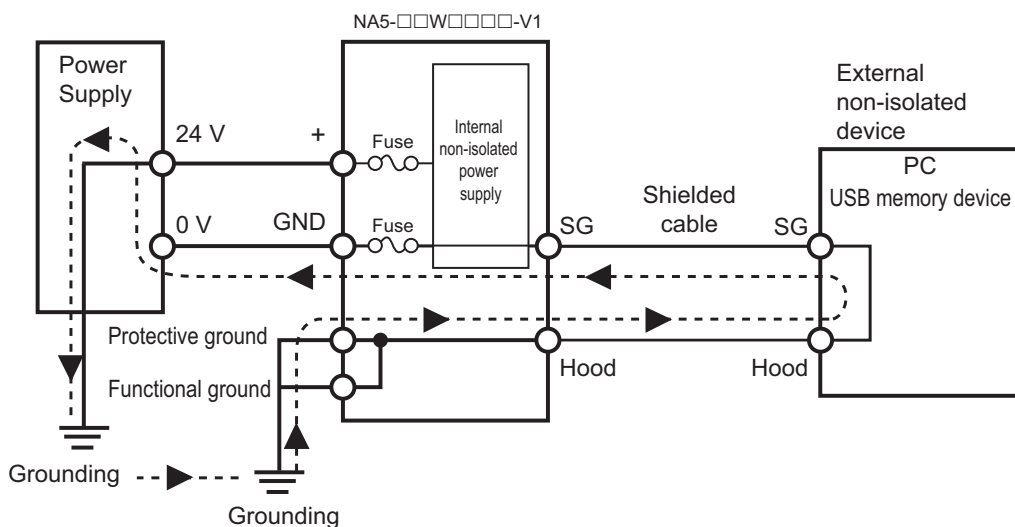 NA5-□□W□□□□-V1
Power
Supply
24 V
+
Fuse
Internal
non-isolated
power
supply
External
non-isolated
device
PC
USB memory device
0 V
GND
Fuse
SG
Shielded
cable
SG
Protective ground
Functional ground
Hood
Hood
Grounding
Grounding